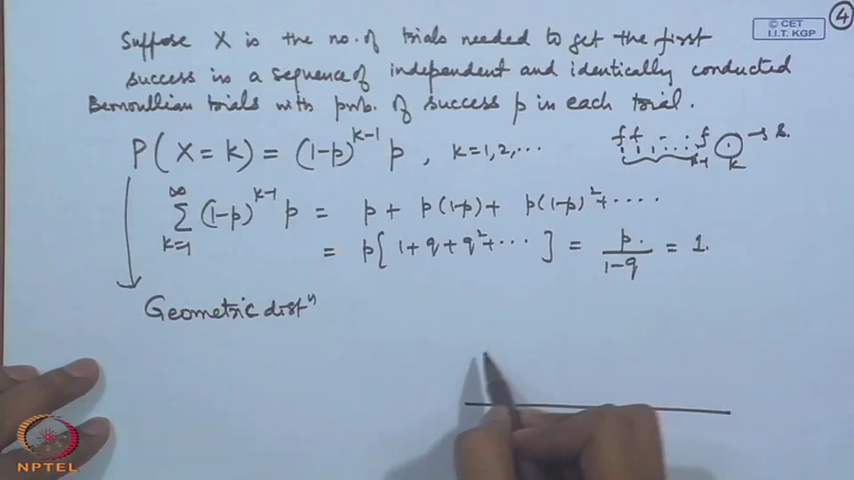 ④
© CET
I.I.T. KGP
Suppose X is the no. of trials needed to get the first
success in a sequence of independent and identically conducted
Bernoullian trials with prob. of success p in each trial.
P(X = k) = (1-p)^{k-1} p , k=1,2,...
f f - . . f → s.
k-1 k
∞
∑ (1-p)^{k-1} p = p + p(1-p) + p(1-p)^2 + ....
k=1
= p[1+q+q^2+...] = p/(1-q) = 1.
Geometric dist^n
NPTEL